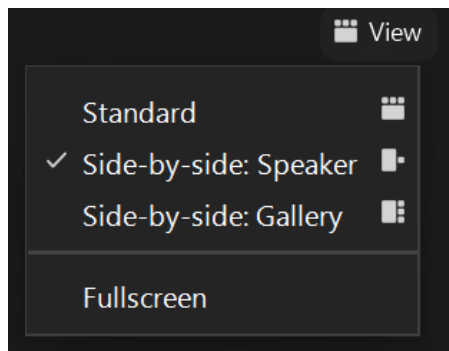 View
Standard
Side-by-side: Speaker
Side-by-side: Gallery
Fullscreen